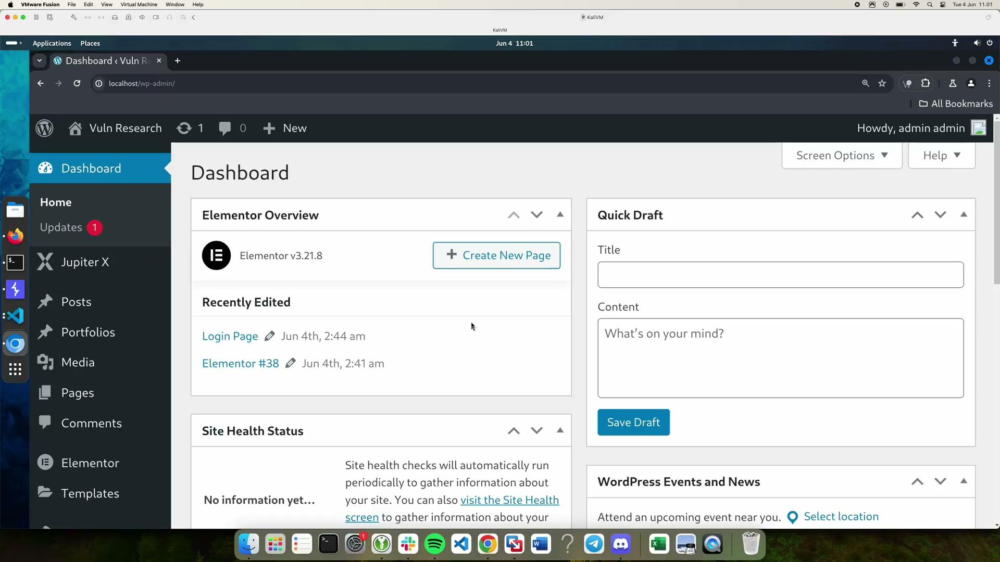 VMware Fusion File Edit View Virtual Machine Window Help Tue 4 Jun 11.01
KaliVM
KaliVM
Applications Places Jun 4 11:01
Dashboard ‹ Vuln Re
localhost/wp-admin/
All Bookmarks
Vuln Research 1 0 New Howdy, admin admin
Screen Options Help
Dashboard
Home
Updates 1
Jupiter X
Posts
Portfolios
Media
Pages
Comments
Elementor
Templates
Dashboard
Elementor Overview
Elementor v3.21.8 Create New Page
Recently Edited
Login Page Jun 4th, 2:44 am
Elementor #38 Jun 4th, 2:41 am
Site Health Status
No information yet...
Site health checks will automatically run
periodically to gather information about
your site. You can also visit the Site Health
screen to gather information about your
Quick Draft
Title
Content
What's on your mind?
Save Draft
WordPress Events and News
Attend an upcoming event near you. Select location
1